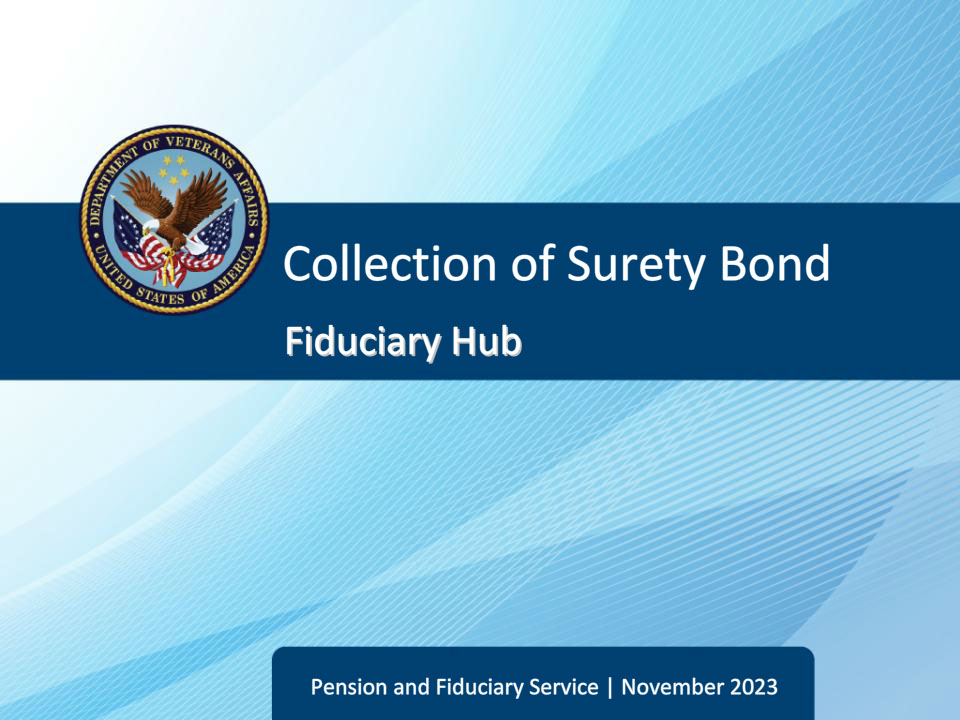 DEPARTMENT OF VETERANS AFFAIRS
UNITED STATES OF AMERICA
Collection of Surety Bond
Fiduciary Hub
Pension and Fiduciary Service | November 2023